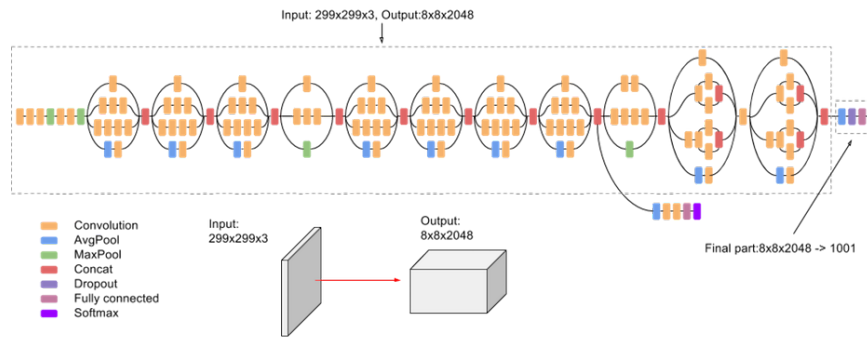 Input: 299x299x3, Output:8x8x2048
Convolution
AvgPool
MaxPool
Concat
Dropout
Fully connected
Softmax
Input:
299x299x3
Output:
8x8x2048
Final part:8x8x2048 -> 1001